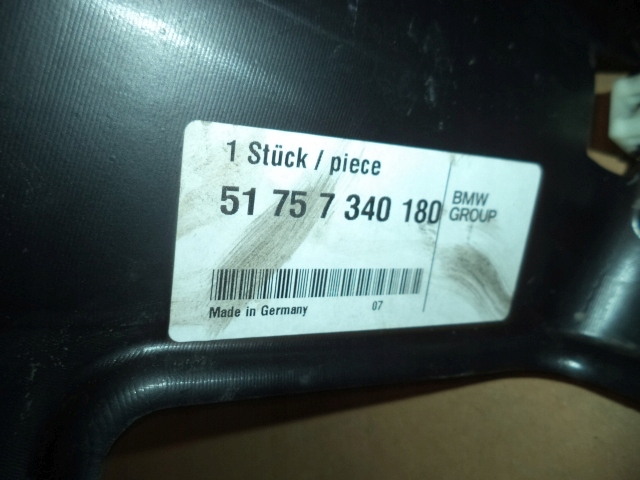 1 Stück / piece
51 75 7 340 180
BMW
GROUP
Made in Germany 07